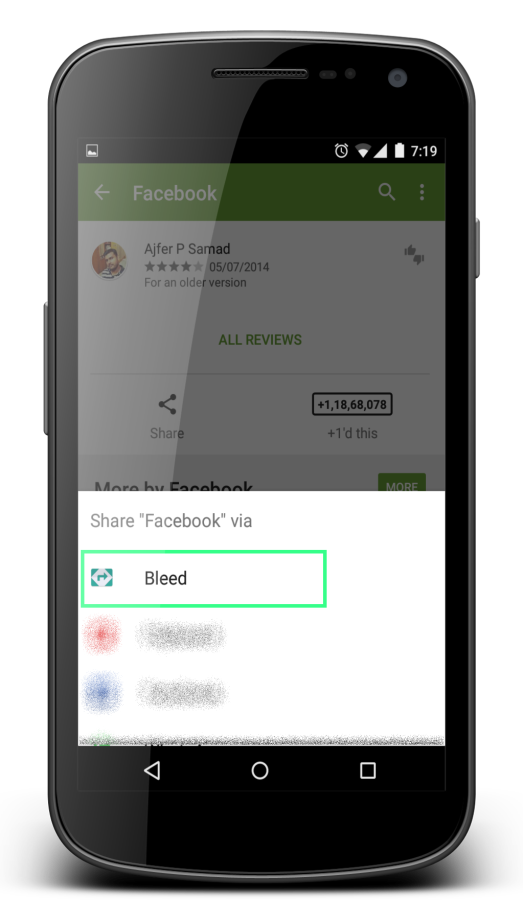 7:19
Facebook
Ajfer P Samad
05/07/2014
For an older version
ALL REVIEWS
+1,18,68,078
Share
+1'd this
More by Facebook
MORE
Share "Facebook" via
Bleed